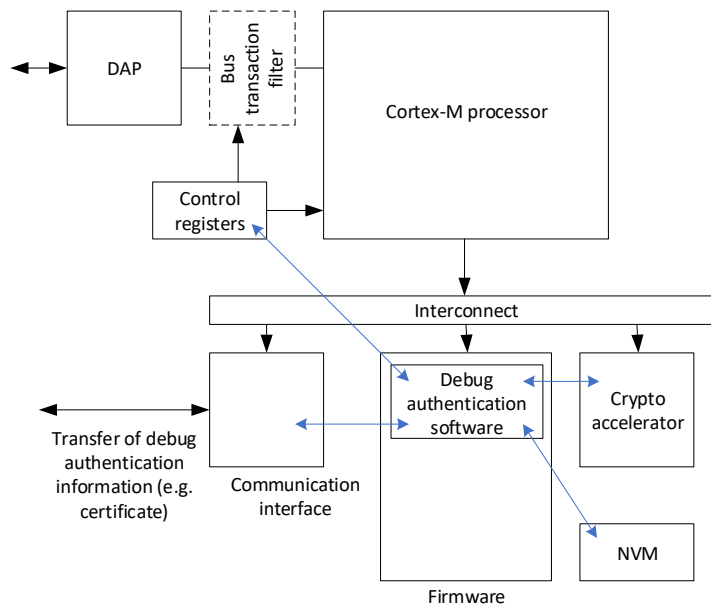 DAP
Bus
transaction
filter
Cortex-M processor
Control
registers
Interconnect
Debug
authentication
software
Crypto
accelerator
Transfer of debug
authentication
information (e.g.
certificate)
Communication
interface
NVM
Firmware